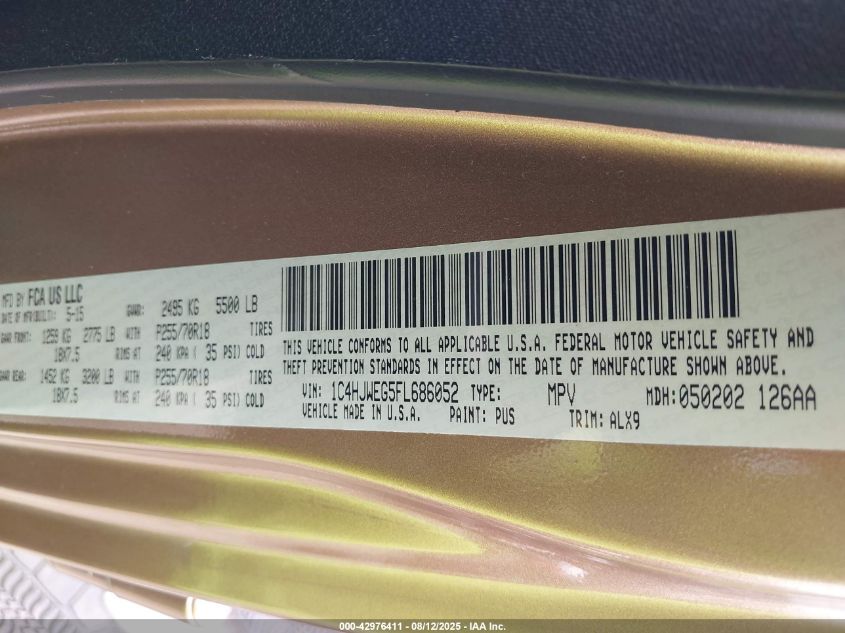 MFD BY FCA US LLC
DATE OF MFR(BUILT): 5-15 GVWR: 2495 KG 5500 LB
GAWR FRONT: 1259 KG 2775 LB WITH P255/70R18 TIRES
18X7.5 RIMS AT 240 KPA ( 35 PSI) COLD
GAWR REAR: 1452 KG 3200 LB WITH P255/70R18 TIRES
18X7.5 RIMS AT 240 KPA ( 35 PSI) COLD
THIS VEHICLE CONFORMS TO ALL APPLICABLE U.S.A. FEDERAL MOTOR VEHICLE SAFETY AND
THEFT PREVENTION STANDARDS IN EFFECT ON THE DATE OF MANUFACTURE SHOWN ABOVE.
VIN: 1C4HJWEG5FL686052 TYPE: MPV MDH: 050202 126AA
VEHICLE MADE IN U.S.A. PAINT: PUS TRIM: ALX9
000-42976411 - 08/12/2025 - IAA Inc.